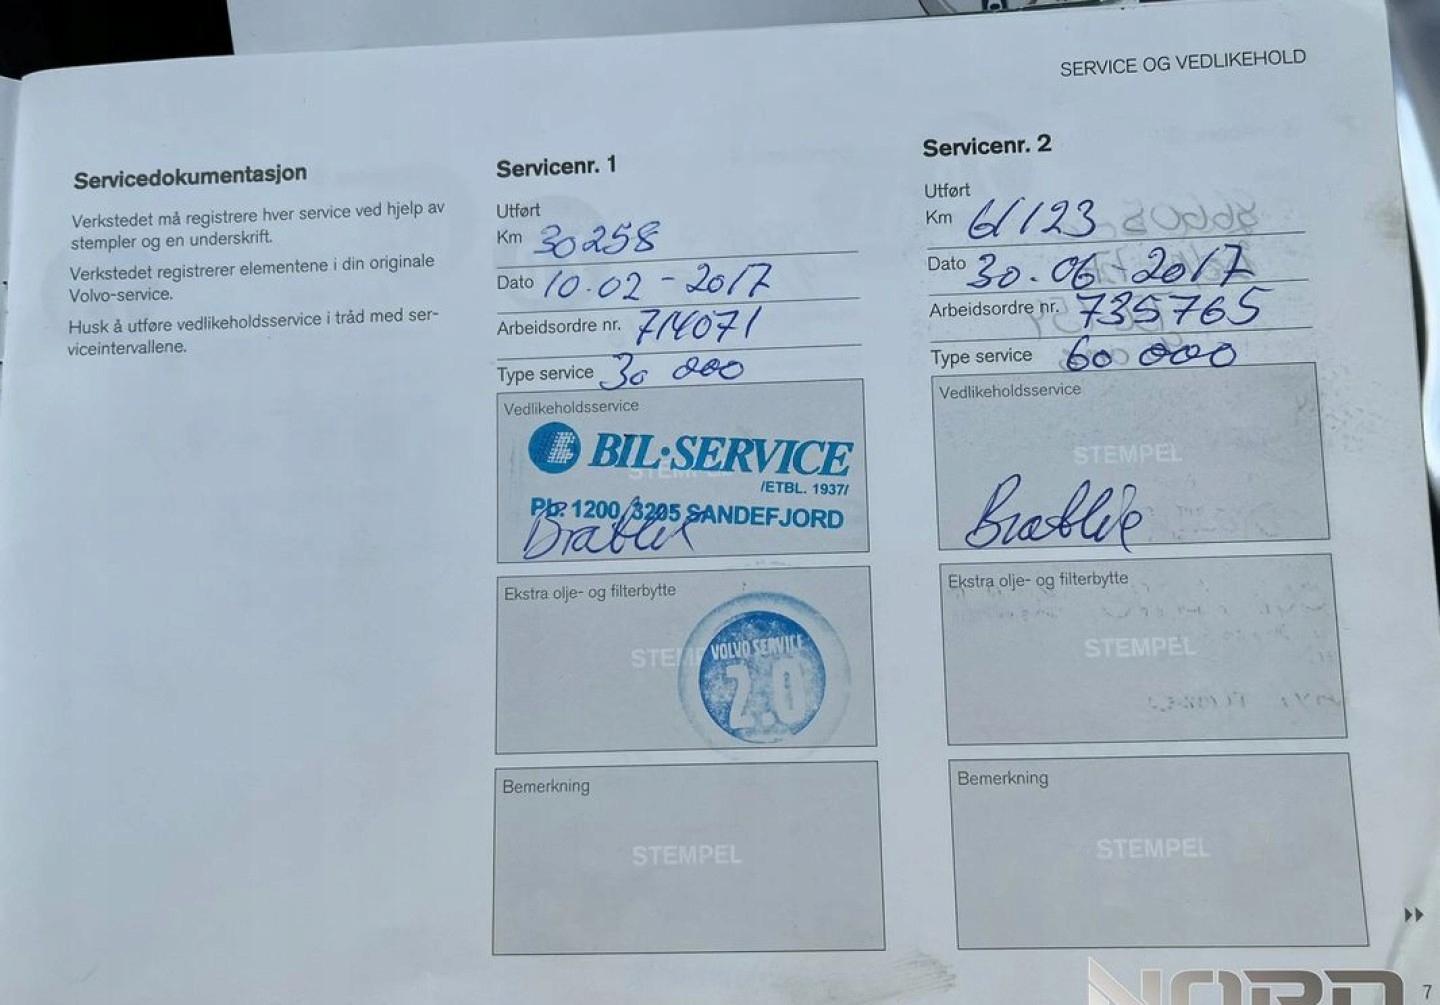 SERVICE OG VEDLIKEHOLD
Servicedokumentasjon
Verkstedet må registrere hver service ved hjelp av
stempler og en underskrift.
Verkstedet registrerer elementene i din originale
Volvo-service.
Husk å utføre vedlikeholdsservice i tråd med ser-
viceintervallene.
Servicenr. 1
Utført
Km 30258
Dato 10.02-2017
Arbeidsordre nr. 714071
Type service 30 000
Vedlikeholdsservice
BIL·SERVICE
/ETBL. 1937/
Pb. 1200, 3205 SANDEFJORD
Ekstra olje- og filterbytte
VOLVO SERVICE
2.0
Bemerkning
STEMPEL
Servicenr. 2
Utført
Km 61123
Dato 30.06-2017
Arbeidsordre nr. 735765
Type service 60 000
Vedlikeholdsservice
STEMPEL
Ekstra olje- og filterbytte
STEMPEL
Bemerkning
STEMPEL
NORD
7